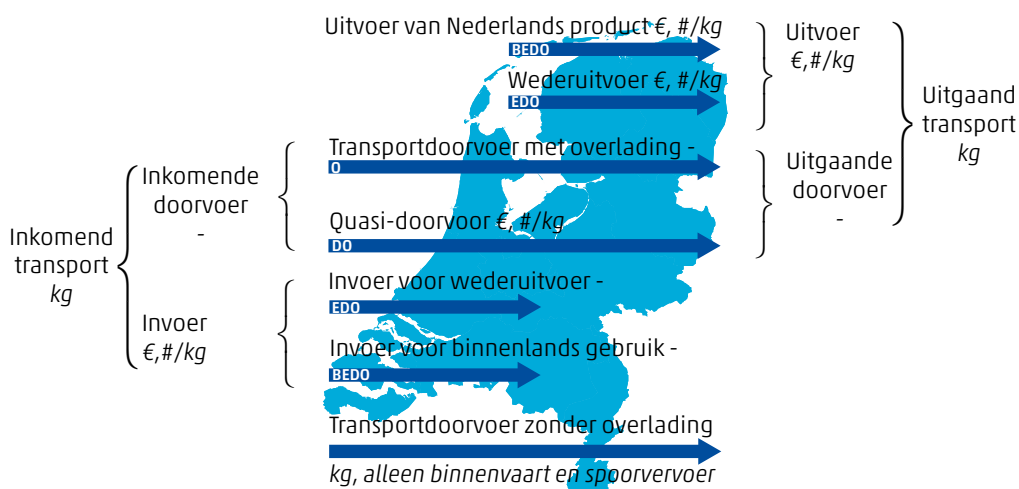 Uitvoer van Nederlands product €, #/kg
BEDO
Wederuitvoer €, #/kg
EDO
Uitvoer
€,#/kg
Uitgaand
transport
kg
Transportdoorvoer met overlading -
O
Quasi-doorvoor €, #/kg
DO
Uitgaande
doorvoer
-
Inkomende
doorvoer
-
Inkomend
transport
kg
Invoer
€,#/kg
Invoer voor wederuitvoer -
EDO
Invoer voor binnenlands gebruik -
BEDO
Transportdoorvoer zonder overlading
kg, alleen binnenvaart en spoorvervoer